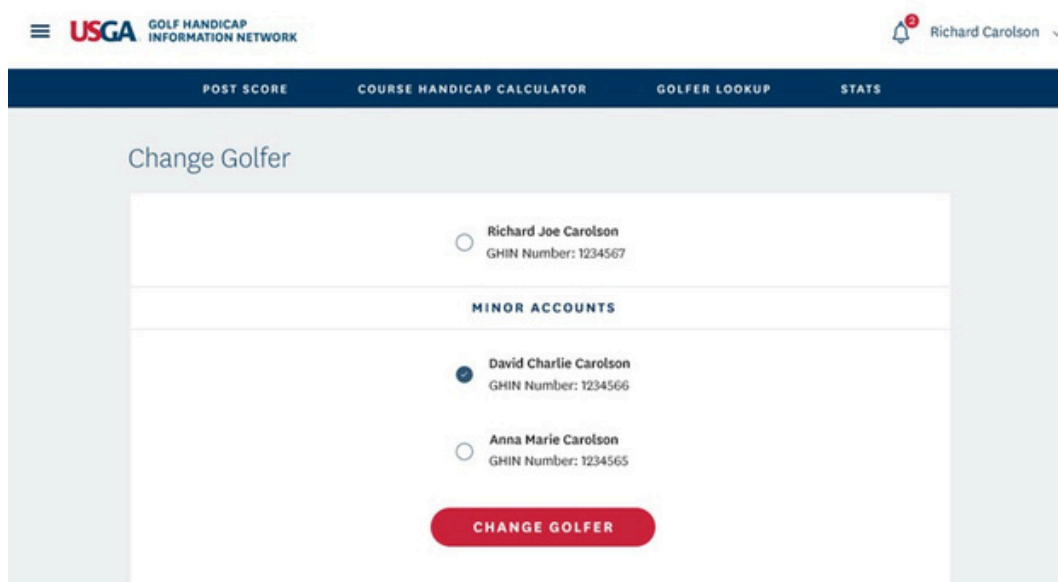 USGA GOLF HANDICAP
INFORMATION NETWORK
2
Richard Carolson
POST SCORE COURSE HANDICAP CALCULATOR GOLFER LOOKUP STATS
Change Golfer
Richard Joe Carolson
GHIN Number: 1234567
MINOR ACCOUNTS
David Charlie Carolson
GHIN Number: 1234566
Anna Marie Carolson
GHIN Number: 1234565
CHANGE GOLFER